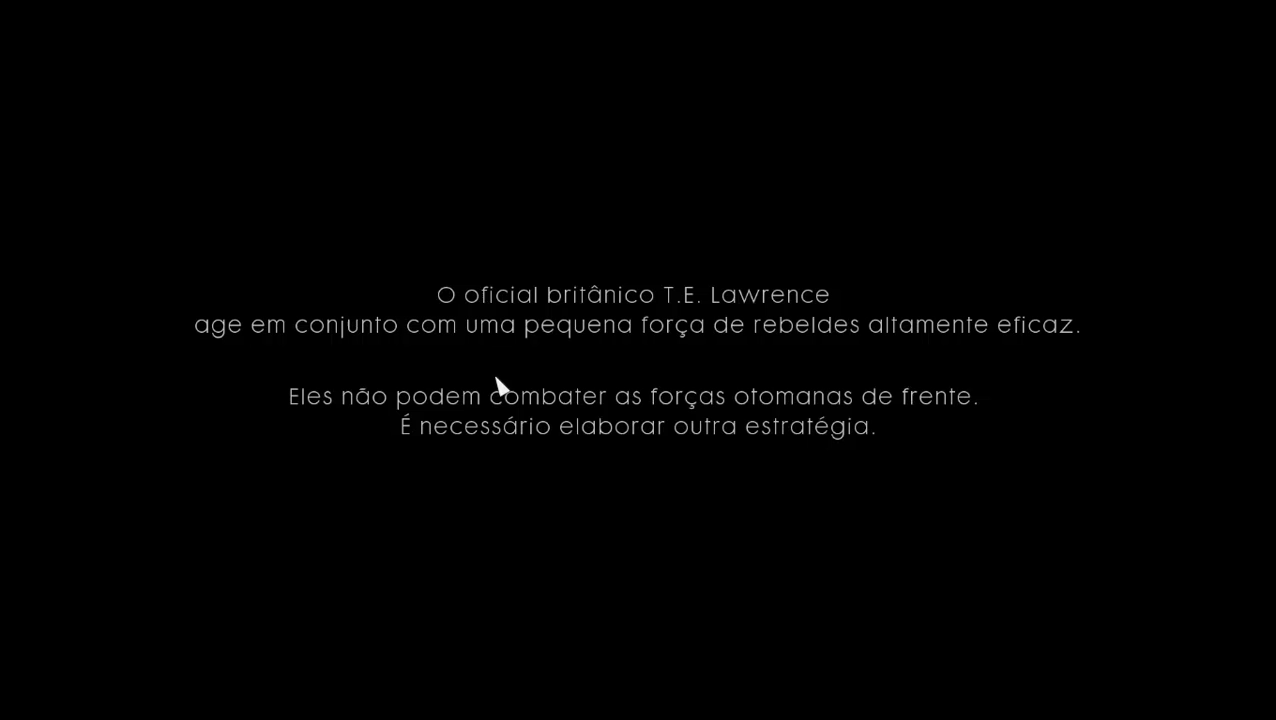 O oficial britânico T.E. Lawrence
age em conjunto com uma pequena força de rebeldes altamente eficaz.
Eles não podem combater as forças otomanas de frente.
É necessário elaborar outra estratégia.